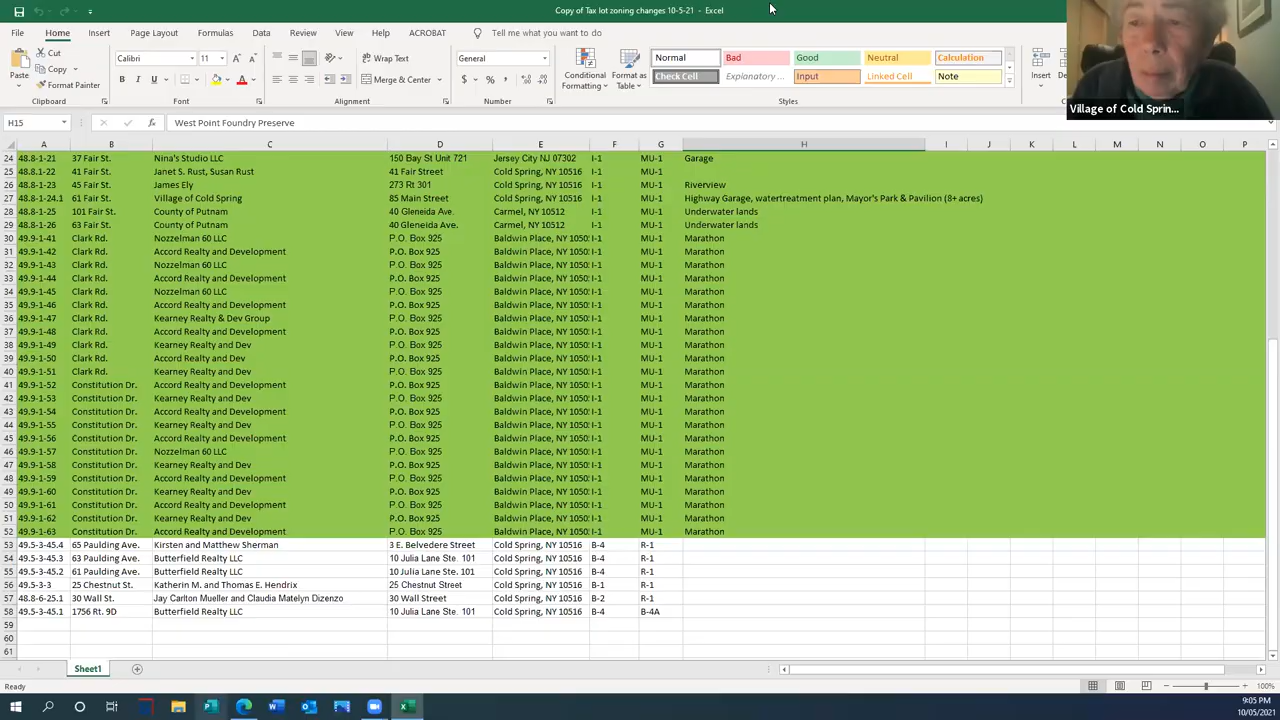 Copy of Tax lot zoning changes 10-5-21 - Excel
File Home Insert Page Layout Formulas Data Review View Help ACROBAT Tell me what you want to do
Cut Calibri 11 Wrap Text General Normal Bad Good Neutral Calculation
Copy
Paste Format Painter B I U Merge & Center $ % Conditional Formatting Format as Table Check Cell Explanatory ... Input Linked Cell Note Insert
Clipboard Font Alignment Number Styles
Village of Cold Sprin...
H15 West Point Foundry Preserve
A B C D E F G H I J K L M N O P
24 48.8-1-21 37 Fair St. Nina's Studio LLC 150 Bay St Unit 721 Jersey City NJ 07302 I-1 MU-1 Garage
25 48.8-1-22 41 Fair St. Janet S. Rust, Susan Rust 41 Fair Street Cold Spring, NY 10516 I-1 MU-1
26 48.8-1-23 45 Fair St. James Ely 273 Rt 301 Cold Spring, NY 10516 I-1 MU-1 Riverview
27 48.8-1-24.1 61 Fair St. Village of Cold Spring 85 Main Street Cold Spring, NY 10516 I-1 MU-1 Highway Garage, watertreatment plan, Mayor's Park & Pavilion (8+ acres)
28 48.8-1-25 101 Fair St. County of Putnam 40 Gleneida Ave. Carmel, NY 10512 I-1 MU-1 Underwater lands
29 48.8-1-26 63 Fair St. County of Putnam 40 Gleneida Ave. Carmel, NY 10512 I-1 MU-1 Underwater lands
30 49.9-1-41 Clark Rd. Nozzelman 60 LLC P.O. Box 925 Baldwin Place, NY 1050 I-1 MU-1 Marathon
31 49.9-1-42 Clark Rd. Accord Realty and Development P.O. Box 925 Baldwin Place, NY 1050 I-1 MU-1 Marathon
32 49.9-1-43 Clark Rd. Nozzelman 60 LLC P.O. Box 925 Baldwin Place, NY 1050 I-1 MU-1 Marathon
33 49.9-1-44 Clark Rd. Accord Realty and Development P.O. Box 925 Baldwin Place, NY 1050 I-1 MU-1 Marathon
34 49.9-1-45 Clark Rd. Nozzelman 60 LLC P.O. Box 925 Baldwin Place, NY 1050 I-1 MU-1 Marathon
35 49.9-1-46 Clark Rd. Accord Realty and Development P.O. Box 925 Baldwin Place, NY 1050 I-1 MU-1 Marathon
36 49.9-1-47 Clark Rd. Kearney Realty & Dev Group P.O. Box 925 Baldwin Place, NY 1050 I-1 MU-1 Marathon
37 49.9-1-48 Clark Rd. Accord Realty and Development P.O. Box 925 Baldwin Place, NY 1050 I-1 MU-1 Marathon
38 49.9-1-49 Clark Rd. Kearney Realty and Dev P.O. Box 925 Baldwin Place, NY 1050 I-1 MU-1 Marathon
39 49.9-1-50 Clark Rd. Accord Realty and Dev P.O. Box 925 Baldwin Place, NY 1050 I-1 MU-1 Marathon
40 49.9-1-51 Clark Rd. Kearney Realty and Dev P.O. Box 925 Baldwin Place, NY 1050 I-1 MU-1 Marathon
41 49.9-1-52 Constitution Dr. Accord Realty and Development P.O. Box 925 Baldwin Place, NY 1050 I-1 MU-1 Marathon
42 49.9-1-53 Constitution Dr. Kearney Realty and Dev P.O. Box 925 Baldwin Place, NY 1050 I-1 MU-1 Marathon
43 49.9-1-54 Constitution Dr. Accord Realty and Development P.O. Box 925 Baldwin Place, NY 1050 I-1 MU-1 Marathon
44 49.9-1-55 Constitution Dr. Kearney Realty and Dev P.O. Box 925 Baldwin Place, NY 1050 I-1 MU-1 Marathon
45 49.9-1-56 Constitution Dr. Accord Realty and Development P.O. Box 925 Baldwin Place, NY 1050 I-1 MU-1 Marathon
46 49.9-1-57 Constitution Dr. Nozzelman 60 LLC P.O. Box 925 Baldwin Place, NY 1050 I-1 MU-1 Marathon
47 49.9-1-58 Constitution Dr. Kearney Realty and Dev P.O. Box 925 Baldwin Place, NY 1050 I-1 MU-1 Marathon
48 49.9-1-59 Constitution Dr. Accord Realty and Development P.O. Box 925 Baldwin Place, NY 1050 I-1 MU-1 Marathon
49 49.9-1-60 Constitution Dr. Kearney Realty and Dev P.O. Box 925 Baldwin Place, NY 1050 I-1 MU-1 Marathon
50 49.9-1-61 Constitution Dr. Accord Realty and Development P.O. Box 925 Baldwin Place, NY 1050 I-1 MU-1 Marathon
51 49.9-1-62 Constitution Dr. Kearney Realty and Dev P.O. Box 925 Baldwin Place, NY 1050 I-1 MU-1 Marathon
52 49.9-1-63 Constitution Dr. Accord Realty and Development P.O. Box 925 Baldwin Place, NY 1050 I-1 MU-1 Marathon
53 49.5-3-45.4 65 Paulding Ave. Kirsten and Matthew Sherman 3 E. Belvedere Street Cold Spring, NY 10516 B-4 R-1
54 49.5-3-45.3 63 Paulding Ave. Butterfield Realty LLC 10 Julia Lane Ste. 101 Cold Spring, NY 10516 B-4 R-1
55 49.5-3-45.2 61 Paulding Ave. Butterfield Realty LLC 10 Julia Lane Ste. 101 Cold Spring, NY 10516 B-4 R-1
56 49.5-3-3 25 Chestnut St. Katherin M. and Thomas E. Hendrix 25 Chestnut Street Cold Spring, NY 10516 B-1 R-1
57 48.8-6-25.1 30 Wall St. Jay Carlton Mueller and Claudia Matelyn Dizenzo 30 Wall Street Cold Spring, NY 10516 B-2 R-1
58 49.5-3-45.1 1756 Rt. 9D Butterfield Realty LLC 10 Julia Lane Ste. 101 Cold Spring, NY 10516 B-4 B-4A
59
60
61
Sheet1
Ready 100%
9:05 PM
10/05/2021